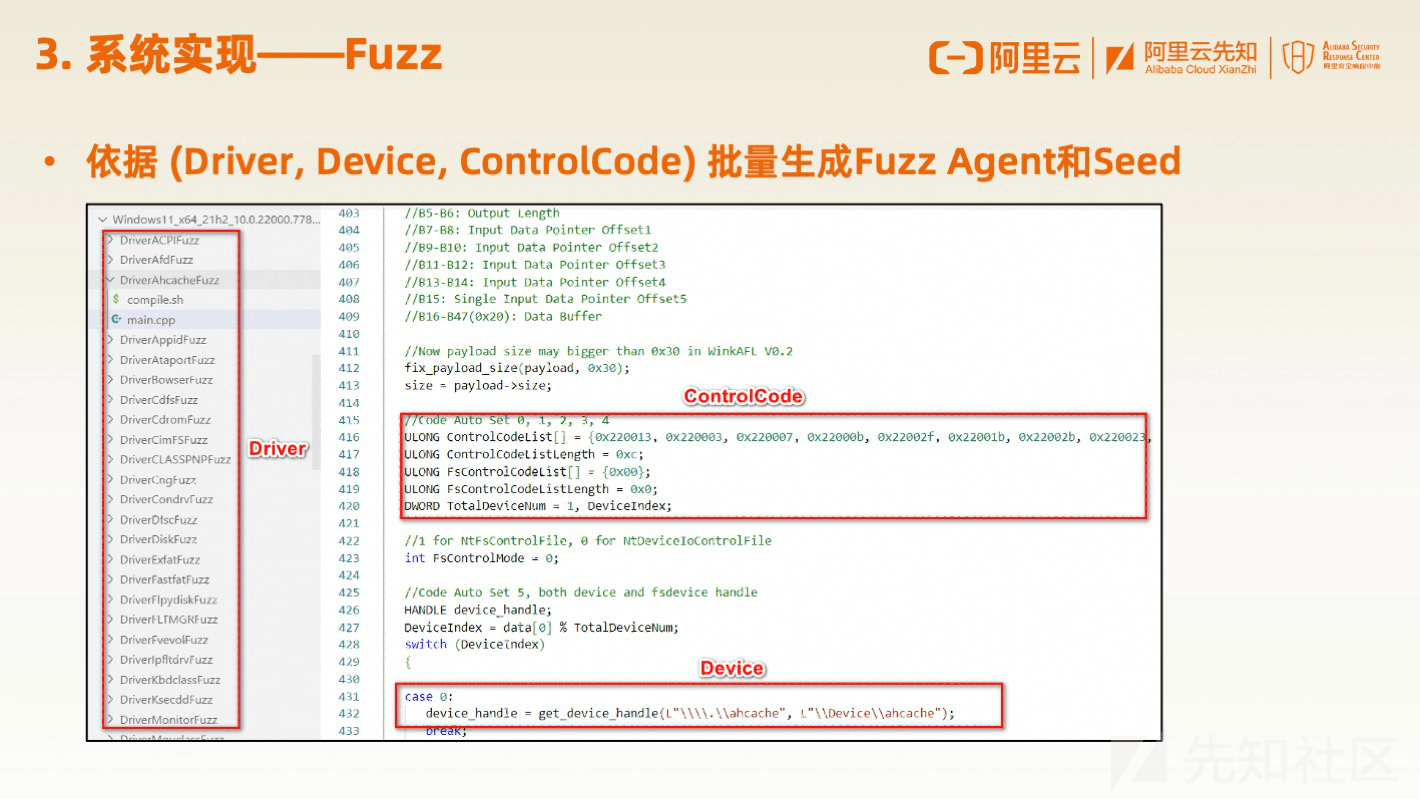 3. 系统实现——Fuzz
阿里云
阿里云先知
Alibaba Cloud XianZhi
ALIBABA SECURITY
RESPONSE CENTER
阿里安全响应中心
• 依据 (Driver, Device, ControlCode) 批量生成Fuzz Agent和Seed
Windows11_x64_21h2_10.0.22000.778...
DriverACPIFuzz
DriverAfdFuzz
DriverAhcacheFuzz
$ compile.sh
main.cpp
DriverAppidFuzz
DriverAtaportFuzz
DriverBowserFuzz
DriverCdfsFuzz
DriverCdromFuzz
DriverCimFSFuzz
DriverCLASSPNPFuzz
DriverCngFuzz
DriverCondrvFuzz
DriverDfscFuzz
DriverDiskFuzz
DriverExfatFuzz
DriverFastfatFuzz
DriverFlpydiskFuzz
DriverFLTMGRFuzz
DriverFvevolFuzz
DriverIpfltdrvFuzz
DriverKbdclassFuzz
DriverKsecddFuzz
DriverMonitorFuzz
DriverMouclassFuzz
Driver
403 //B5-B6: Output Length
404 //B7-B8: Input Data Pointer Offset1
405 //B9-B10: Input Data Pointer Offset2
406 //B11-B12: Input Data Pointer Offset3
407 //B13-B14: Input Data Pointer Offset4
408 //B15: Single Input Data Pointer Offset5
409 //B16-B47(0x20): Data Buffer
410
411 //Now payload size may bigger than 0x30 in WinkAFL V0.2
412 fix_payload_size(payload, 0x30);
413 size = payload->size;
414
ControlCode
415 //Code Auto Set 0, 1, 2, 3, 4
416 ULONG ControlCodeList[] = {0x220013, 0x220003, 0x220007, 0x22000b, 0x22002f, 0x22001b, 0x22002b, 0x220023,
417 ULONG ControlCodeListLength = 0xc;
418 ULONG FsControlCodeList[] = {0x00};
419 ULONG FsControlCodeListLength = 0x0;
420 DWORD TotalDeviceNum = 1, DeviceIndex;
421
422 //1 for NtFsControlFile, 0 for NtDeviceIoControlFile
423 int FsControlMode = 0;
424
425 //Code Auto Set 5, both device and fsdevice handle
426 HANDLE device_handle;
427 DeviceIndex = data[0] % TotalDeviceNum;
428 switch (DeviceIndex)
429 {
430
Device
431 case 0:
432 device_handle = get_device_handle(L"\\\\.\\ahcache", L"\\Device\\ahcache");
433 break;
先知社区